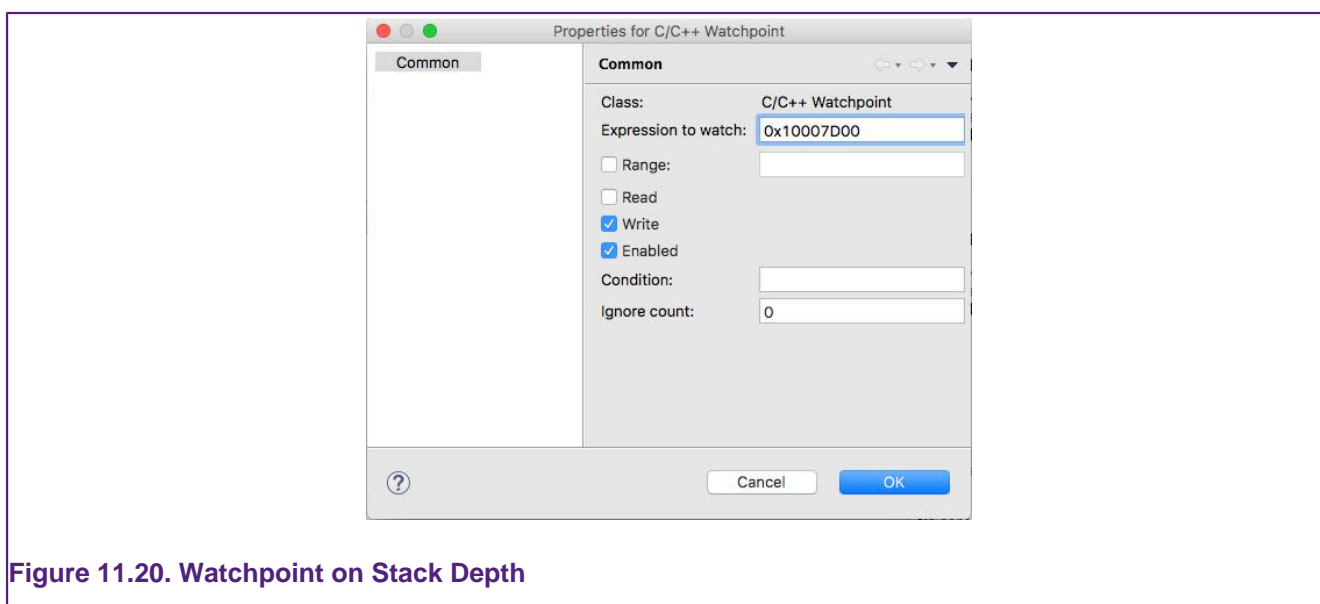 Properties for C/C++ Watchpoint
Common
Common
Class: C/C++ Watchpoint
Expression to watch: 0x10007D00
Range:
Read
Write
Enabled
Condition:
Ignore count: 0
?
Cancel OK
Figure 11.20. Watchpoint on Stack Depth